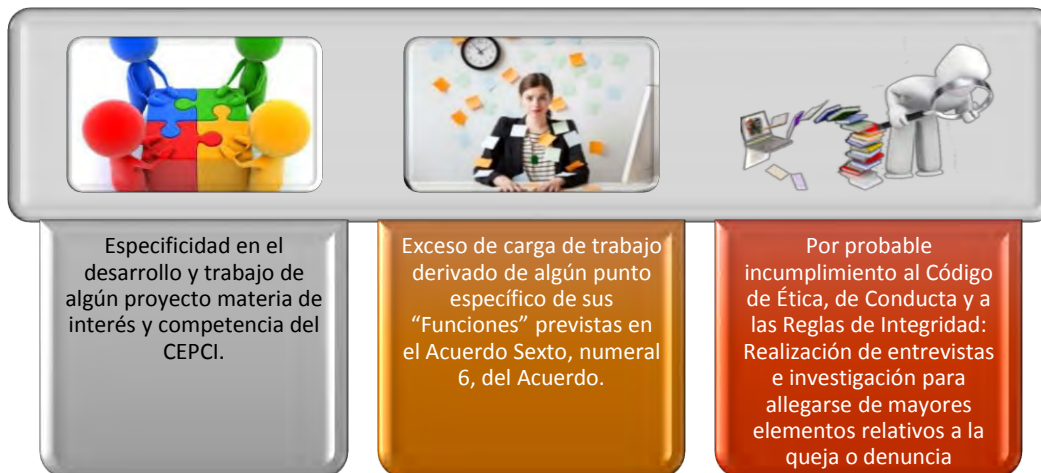 Especificidad en el
desarrollo y trabajo de
algún proyecto materia de
interés y competencia del
CEPCI.
Exceso de carga de trabajo
derivado de algún punto
específico de sus
“Funciones” previstas en
el Acuerdo Sexto, numeral
6, del Acuerdo.
Por probable
incumplimiento al Código
de Ética, de Conducta y a
las Reglas de Integridad:
Realización de entrevistas
e investigación para
allegarse de mayores
elementos relativos a la
queja o denuncia